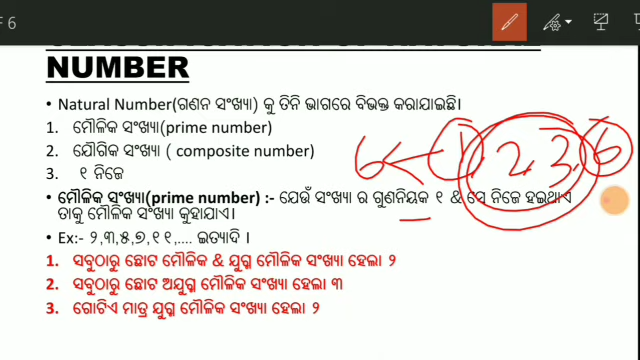 f 6
NUMBER
• Natural Number(ଗଣନ ସଂଖ୍ୟା) କୁ ତିନି ଭାଗରେ ବିଭକ୍ତ କରାଯାଇଛି।
1. ମୌଳିକ ସଂଖ୍ୟା(prime number)
2. ଯୌଗିକ ସଂଖ୍ୟା ( composite number)
3. ୧ ନିଜେ
• ମୌଳିକ ସଂଖ୍ୟା(prime number) :- ଯେଉଁ ସଂଖ୍ୟା ର ଗୁଣନିୟକ ୧ & ସେ ନିଜେ ହଇଥାଏ
ତାକୁ ମୌଳିକ ସଂଖ୍ୟା କୁହାଯାଏ।
Ex:- ୨,୩,୫,୭,୧୧,.... ଇତ୍ୟାଦି ।
1. ସବୁଠାରୁ ଛୋଟ ମୌଳିକ & ଯୁଗ୍ମ ମୌଳିକ ସଂଖ୍ୟା ହେଲା ୨
2. ସବୁଠାରୁ ଛୋଟ ଅଯୁଗ୍ମ ମୌଳିକ ସଂଖ୍ୟା ହେଲା ୩
3. ଗୋଟିଏ ମାତ୍ର ଯୁଗ୍ମ ମୌଳିକ ସଂଖ୍ୟା ହେଲା ୨
6 1, 2, 3, 6